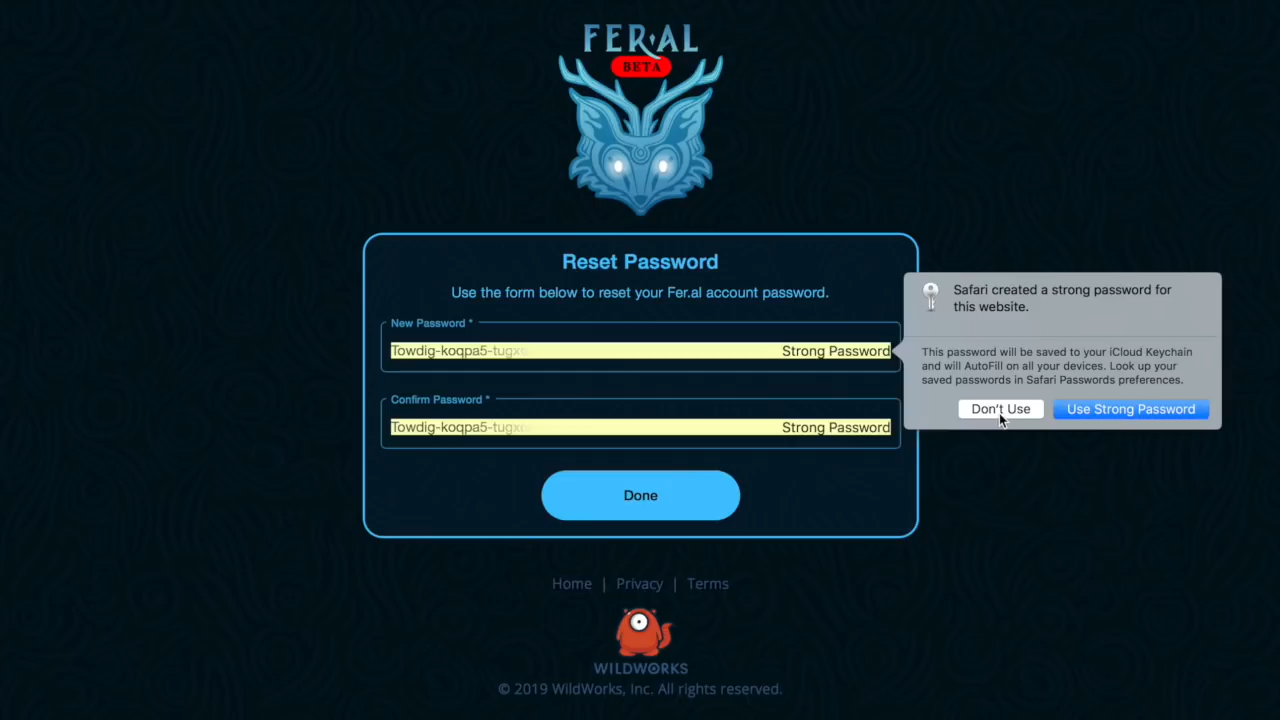 FER.AL
BETA
Reset Password
Use the form below to reset your Fer.al account password.
New Password *
Towdig-koqpa5-tugx Strong Password
Confirm Password *
Towdig-koqpa5-tugx Strong Password
Done
Safari created a strong password for
this website.
This password will be saved to your iCloud Keychain
and will AutoFill on all your devices. Look up your
saved passwords in Safari Passwords preferences.
Don't Use Use Strong Password
Home | Privacy | Terms
WILDWORKS
© 2019 WildWorks, Inc. All rights reserved.